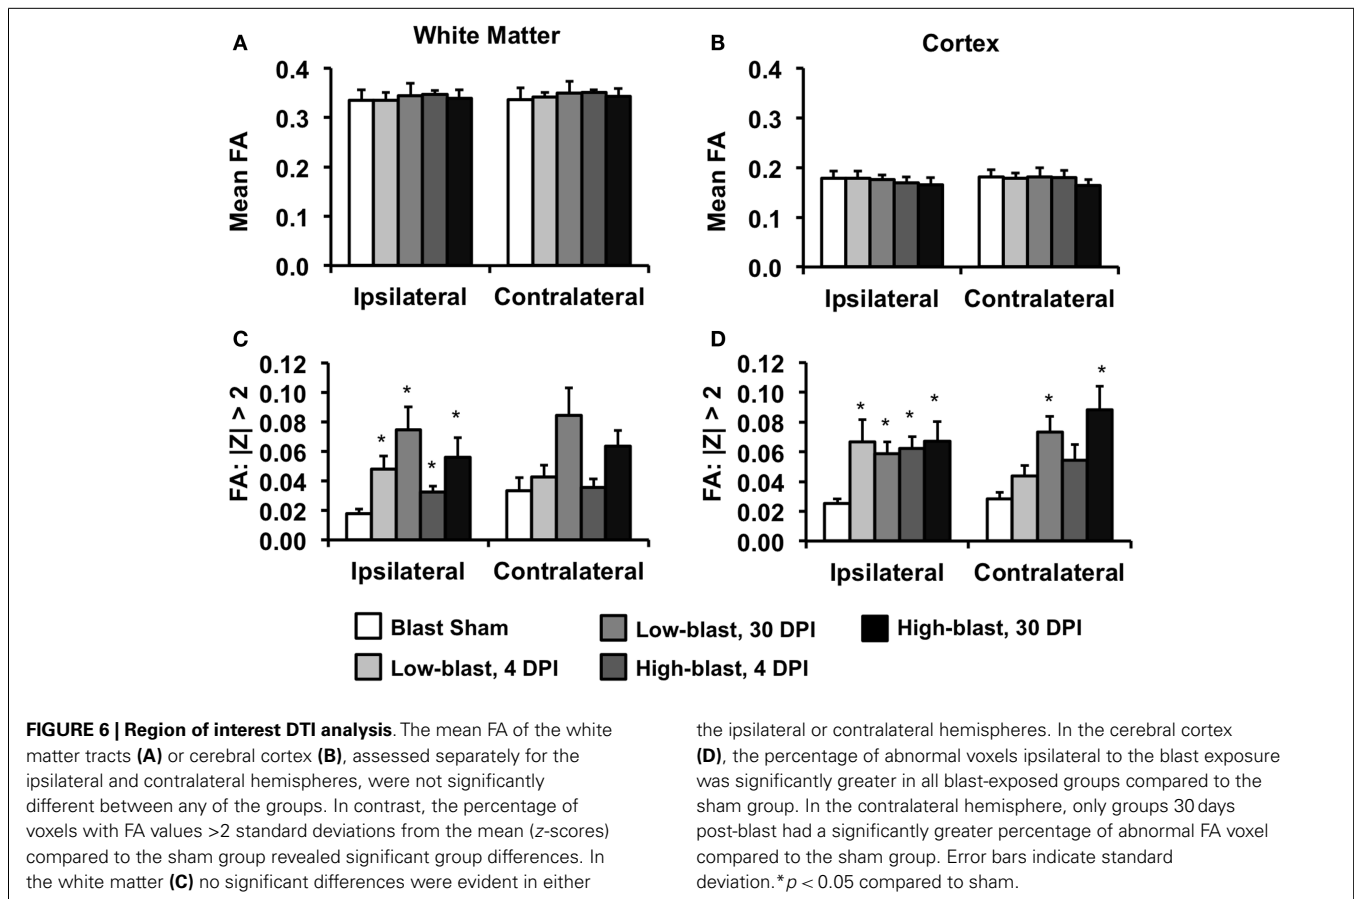 A
White Matter
0.4
0.3
0.2
0.1
0.0
Mean FA
Ipsilateral
Contralateral
B
Cortex
0.4
0.3
0.2
0.1
0.0
Mean FA
Ipsilateral
Contralateral
C
0.12
0.10
0.08
0.06
0.04
0.02
0.00
FA: |Z| > 2
* * * *
Ipsilateral
Contralateral
D
0.12
0.10
0.08
0.06
0.04
0.02
0.00
FA: |Z| > 2
* * * * * *
Ipsilateral
Contralateral
Blast Sham
Low-blast, 30 DPI
High-blast, 30 DPI
Low-blast, 4 DPI
High-blast, 4 DPI
FIGURE 6 | Region of interest DTI analysis. The mean FA of the white
matter tracts (A) or cerebral cortex (B), assessed separately for the
ipsilateral and contralateral hemispheres, were not significantly
different between any of the groups. In contrast, the percentage of
voxels with FA values >2 standard deviations from the mean (z-scores)
compared to the sham group revealed significant group differences. In
the white matter (C) no significant differences were evident in either
the ipsilateral or contralateral hemispheres. In the cerebral cortex
(D), the percentage of abnormal voxels ipsilateral to the blast exposure
was significantly greater in all blast-exposed groups compared to the
sham group. In the contralateral hemisphere, only groups 30 days
post-blast had a significantly greater percentage of abnormal FA voxel
compared to the sham group. Error bars indicate standard
deviation. *p < 0.05 compared to sham.